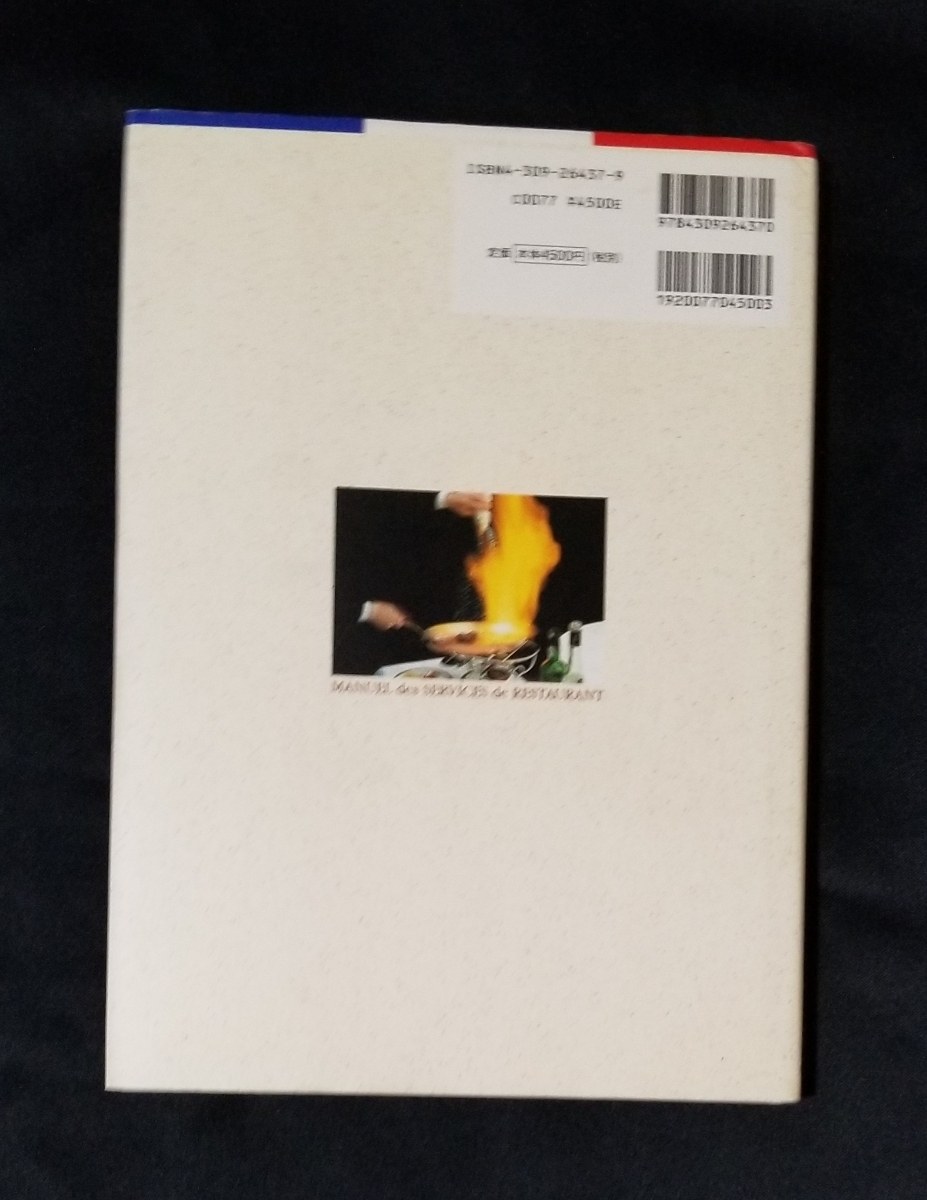 ISBN4-309-26437-9
C0077 ¥4500E
定価 本体4500円 (税別)
9784309264370
1920077045003
MANUEL des SERVICES de RESTAURANT